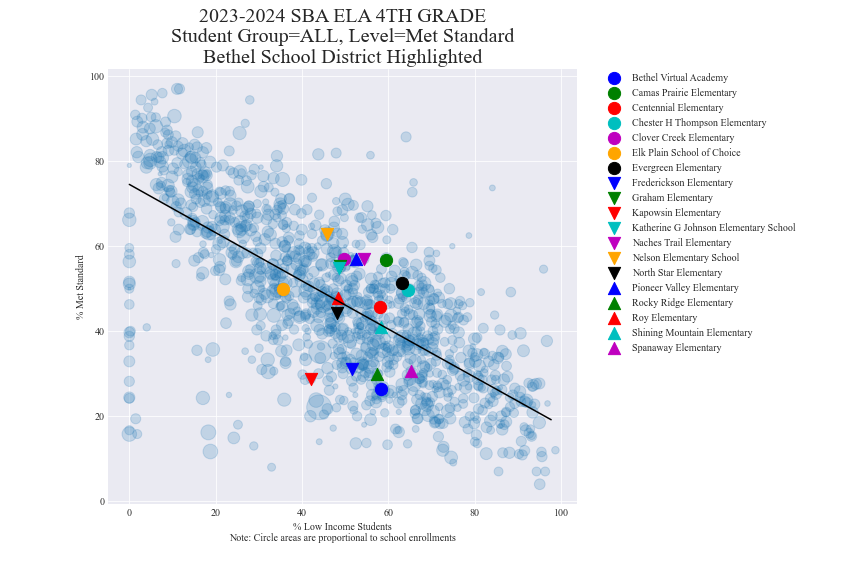 2023-2024 SBA ELA 4TH GRADE
Student Group=ALL, Level=Met Standard
Bethel School District Highlighted
% Met Standard
100
80
60
40
20
0
0 20 40 60 80 100
% Low Income Students
Note: Circle areas are proportional to school enrollments
Bethel Virtual Academy
Camas Prairie Elementary
Centennial Elementary
Chester H Thompson Elementary
Clover Creek Elementary
Elk Plain School of Choice
Evergreen Elementary
Frederickson Elementary
Graham Elementary
Kapowsin Elementary
Katherine G Johnson Elementary School
Naches Trail Elementary
Nelson Elementary School
North Star Elementary
Pioneer Valley Elementary
Rocky Ridge Elementary
Roy Elementary
Shining Mountain Elementary
Spanaway Elementary